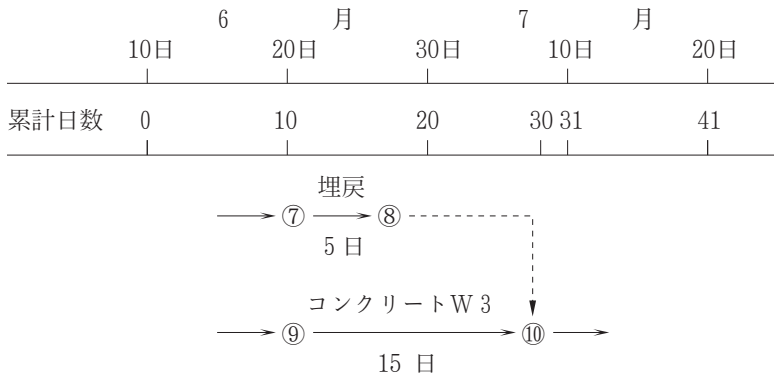 6 月 7 月
10日 20日 30日 10日 20日
累計日数 0 10 20 30 31 41
埋戻
⑦ ⑧
5 日
コンクリートW 3
⑨ ⑩
15 日